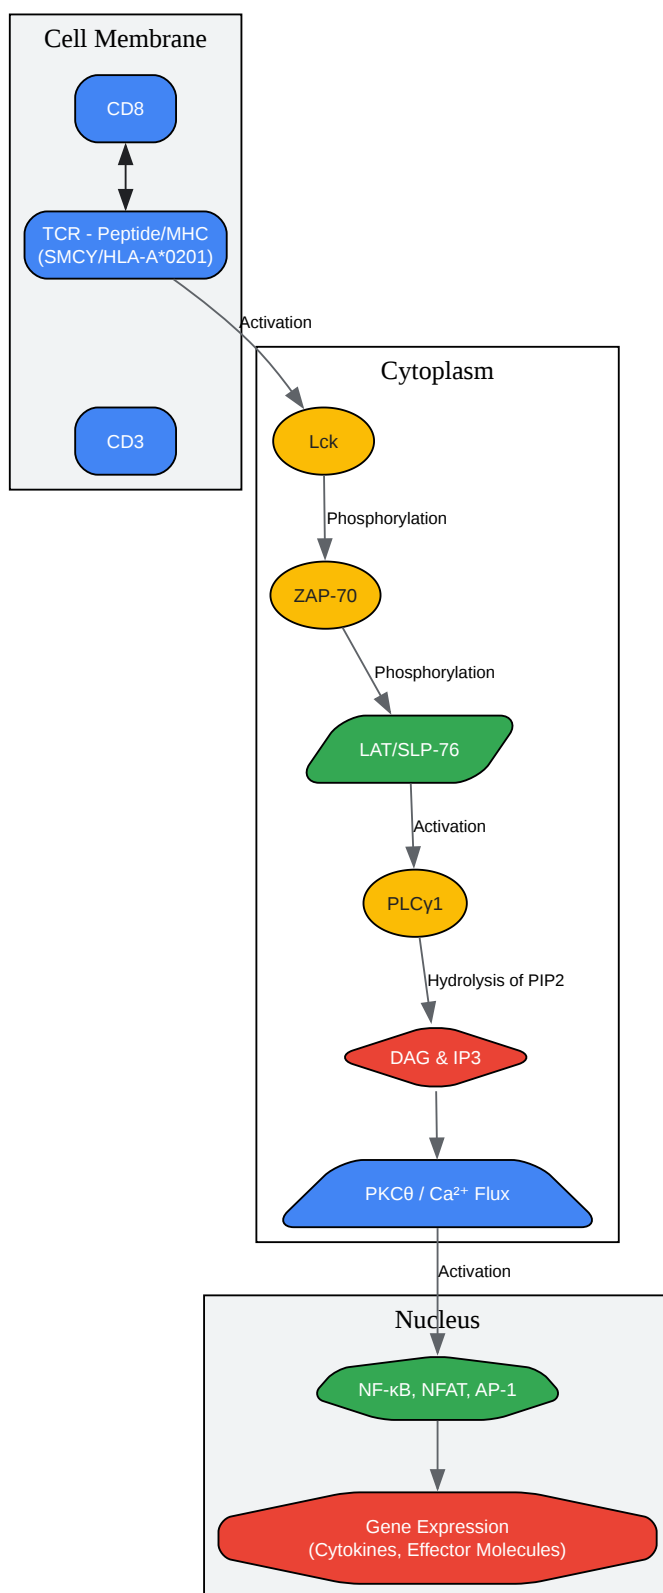 Cell Membrane
CD8
TCR - Peptide/MHC
(SMCY/HLA-A*0201)
Activation
Cytoplasm
CD3
Lck
Phosphorylation
ZAP-70
Phosphorylation
LAT/SLP-76
Activation
PLCγ1
Hydrolysis of PIP2
DAG & IP3
PKCθ / Ca²⁺ Flux
Activation
Nucleus
NF-κB, NFAT, AP-1
Gene Expression
(Cytokines, Effector Molecules)